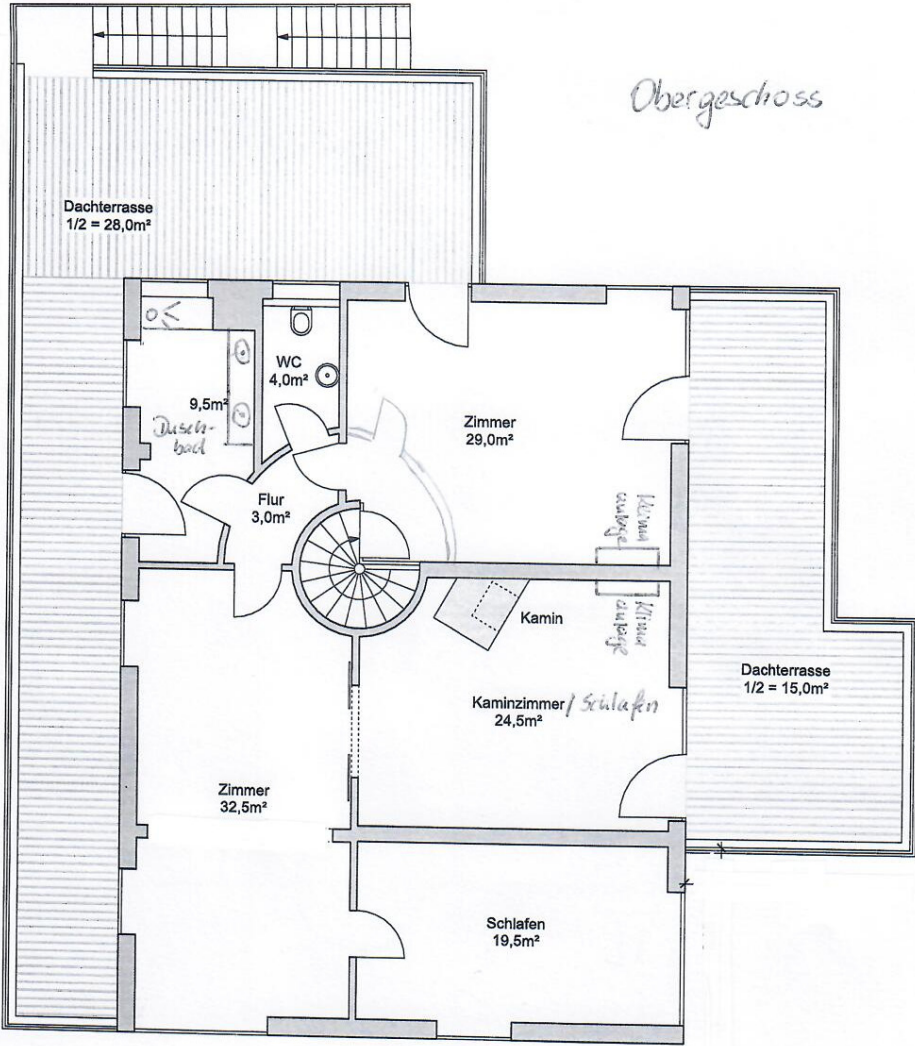 Obergeschoss
Dachterrasse
1/2 = 28,0m²
WC
4,0m²
9,5m²
Dusch-
bad
Zimmer
29,0m²
Flur
3,0m²
Klima
anlage
Klima
anlage
Kamin
Kaminzimmer / Schlafen
24,5m²
Dachterrasse
1/2 = 15,0m²
Zimmer
32,5m²
Schlafen
19,5m²